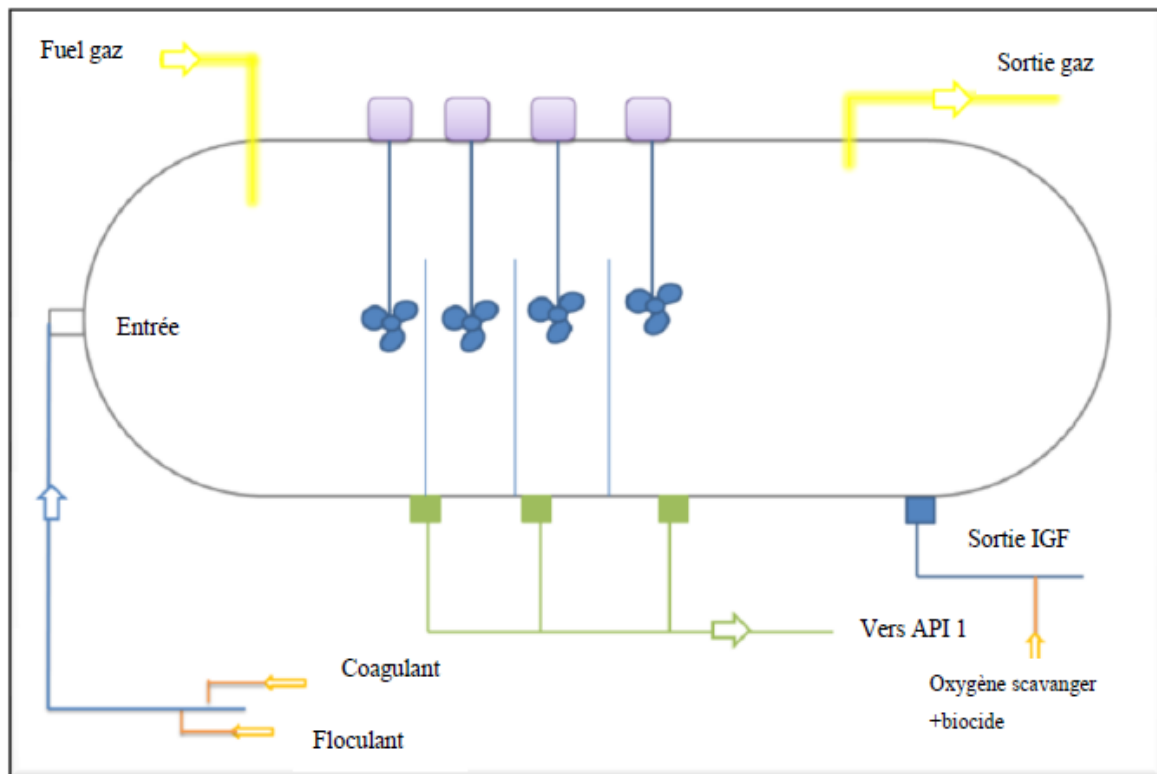 Fuel gaz
Sortie gaz
Entrée
Sortie IGF
Vers API 1
Coagulant
Oxygène scavanger
+biocide
Floculant